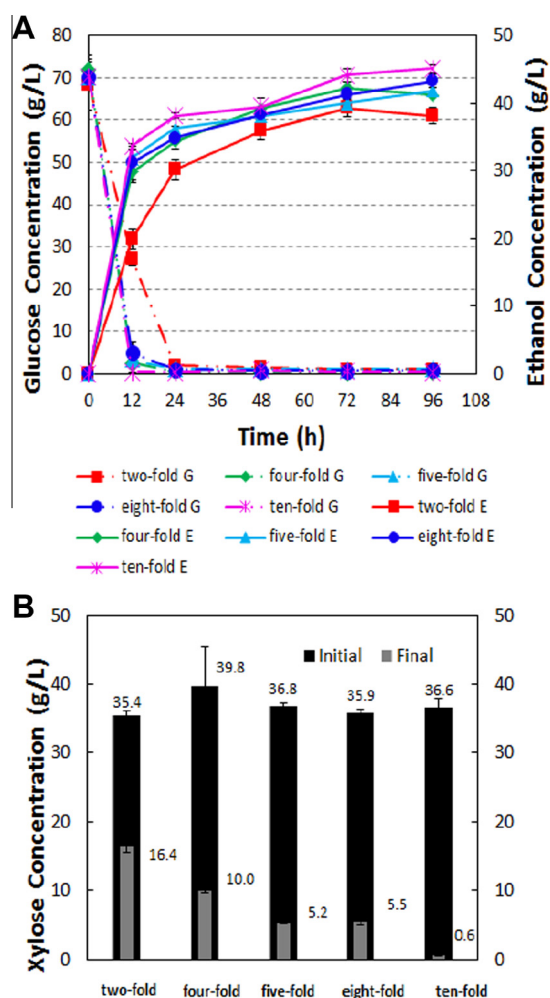 A
Glucose Concentration (g/L)
80
70
60
50
40
30
20
10
0
50
40
30
20
10
0
Ethanol Concentration (g/L)
0 12 24 36 48 60 72 84 96 108
Time (h)
two-fold G four-fold G five-fold G
eight-fold G ten-fold G two-fold E
four-fold E five-fold E eight-fold E
ten-fold E
B
Xylose Concentration (g/L)
50
40
30
20
10
0
50
40
30
20
10
0
Initial Final
35.4 39.8 36.8 35.9 36.6
16.4 10.0 5.2 5.5 0.6
two-fold four-fold five-fold eight-fold ten-fold